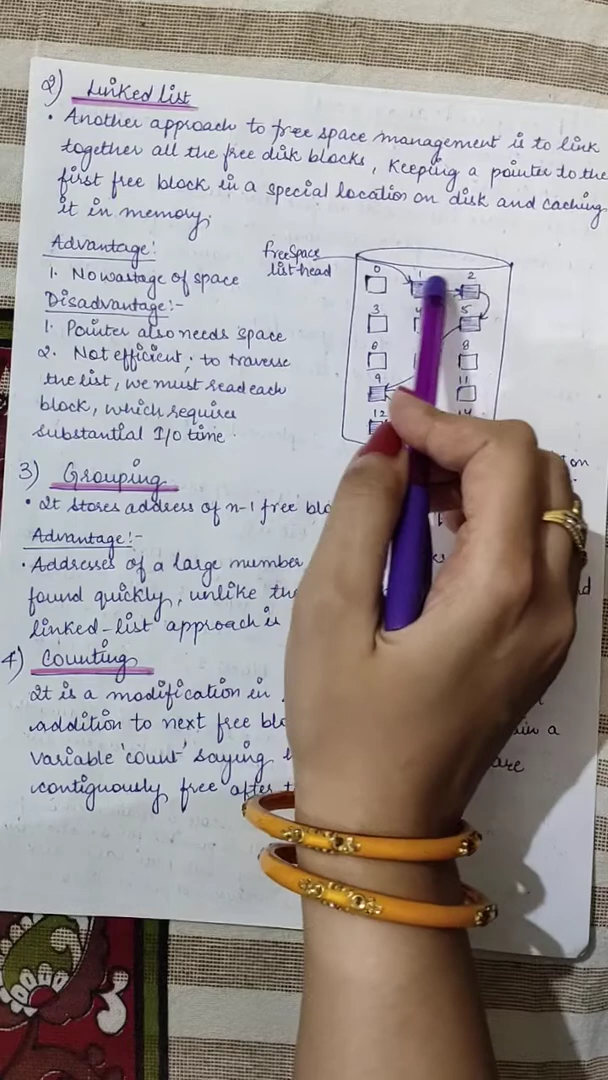 2) Linked list
• Another approach to free space management is to link
together all the free disk blocks, keeping a pointer to the
first free block in a special location on disk and caching
it in memory.
Advantage:
1. No wastage of space
Disadvantage:-
1. Pointer also needs space
2. Not efficient; to traverse
the list, we must read each
block, which requires
substantial I/O time.
free space
list head
0 1 2
3 4 5
6 8
9 11
12 14
3) Grouping
• It stores address of n-1 free
Advantage:-
• Addresses of a large number
found quickly, unlike
linked-list approach is
4) Counting
It is a modification in
addition to next free a
variable 'count' saying are
contiguously free after